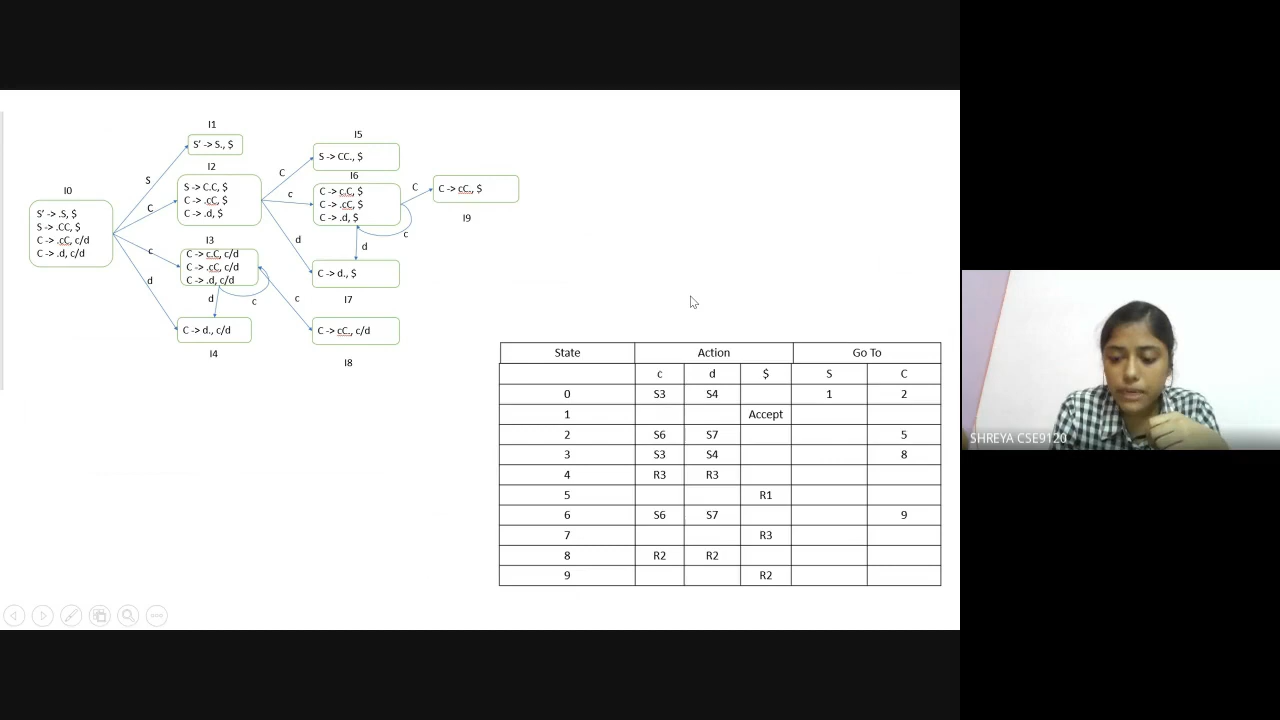 I0
S' -> .S, $
S -> .CC, $
C -> .cC, c/d
C -> .d, c/d
S
C
c
d
I1
S' -> S., $
I2
S -> C.C, $
C -> .cC, $
C -> .d, $
I3
C -> c.C, c/d
C -> .cC, c/d
C -> .d, c/d
d
c
C -> d., c/d
I4
C
c
d
c
I5
S -> CC., $
I6
C -> c.C, $
C -> .cC, $
C -> .d, $
C
c
d
C -> d., $
I7
C -> cC., c/d
I8
C -> cC., $
I9
State Action Go To
c d $ S C
0 S3 S4 1 2
1 Accept
2 S6 S7 5
3 S3 S4 8
4 R3 R3
5 R1
6 S6 S7 9
7 R3
8 R2 R2
9 R2
SHREYA CSE9120